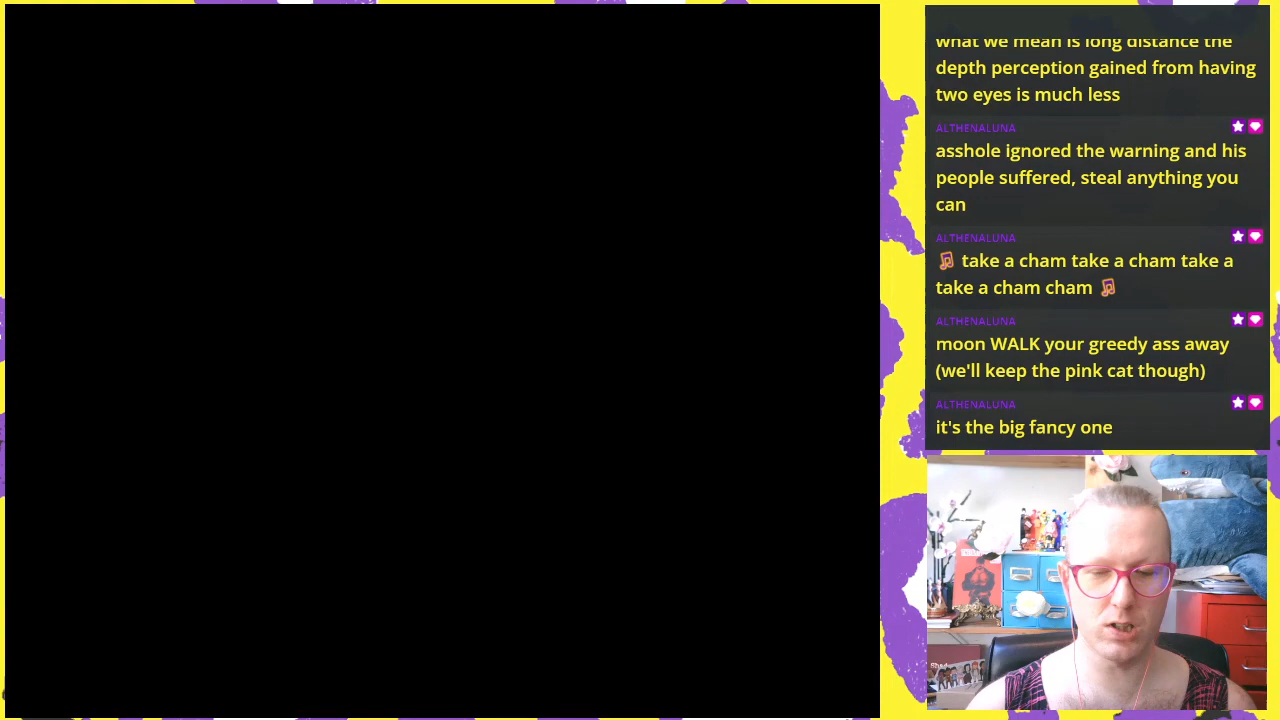 what we mean is long distance the
depth perception gained from having
two eyes is much less
ALTHENALUNA
asshole ignored the warning and his
people suffered, steal anything you
can
ALTHENALUNA
🎵 take a cham take a cham take a
take a cham cham 🎵
ALTHENALUNA
moon WALK your greedy ass away
(we'll keep the pink cat though)
ALTHENALUNA
it's the big fancy one